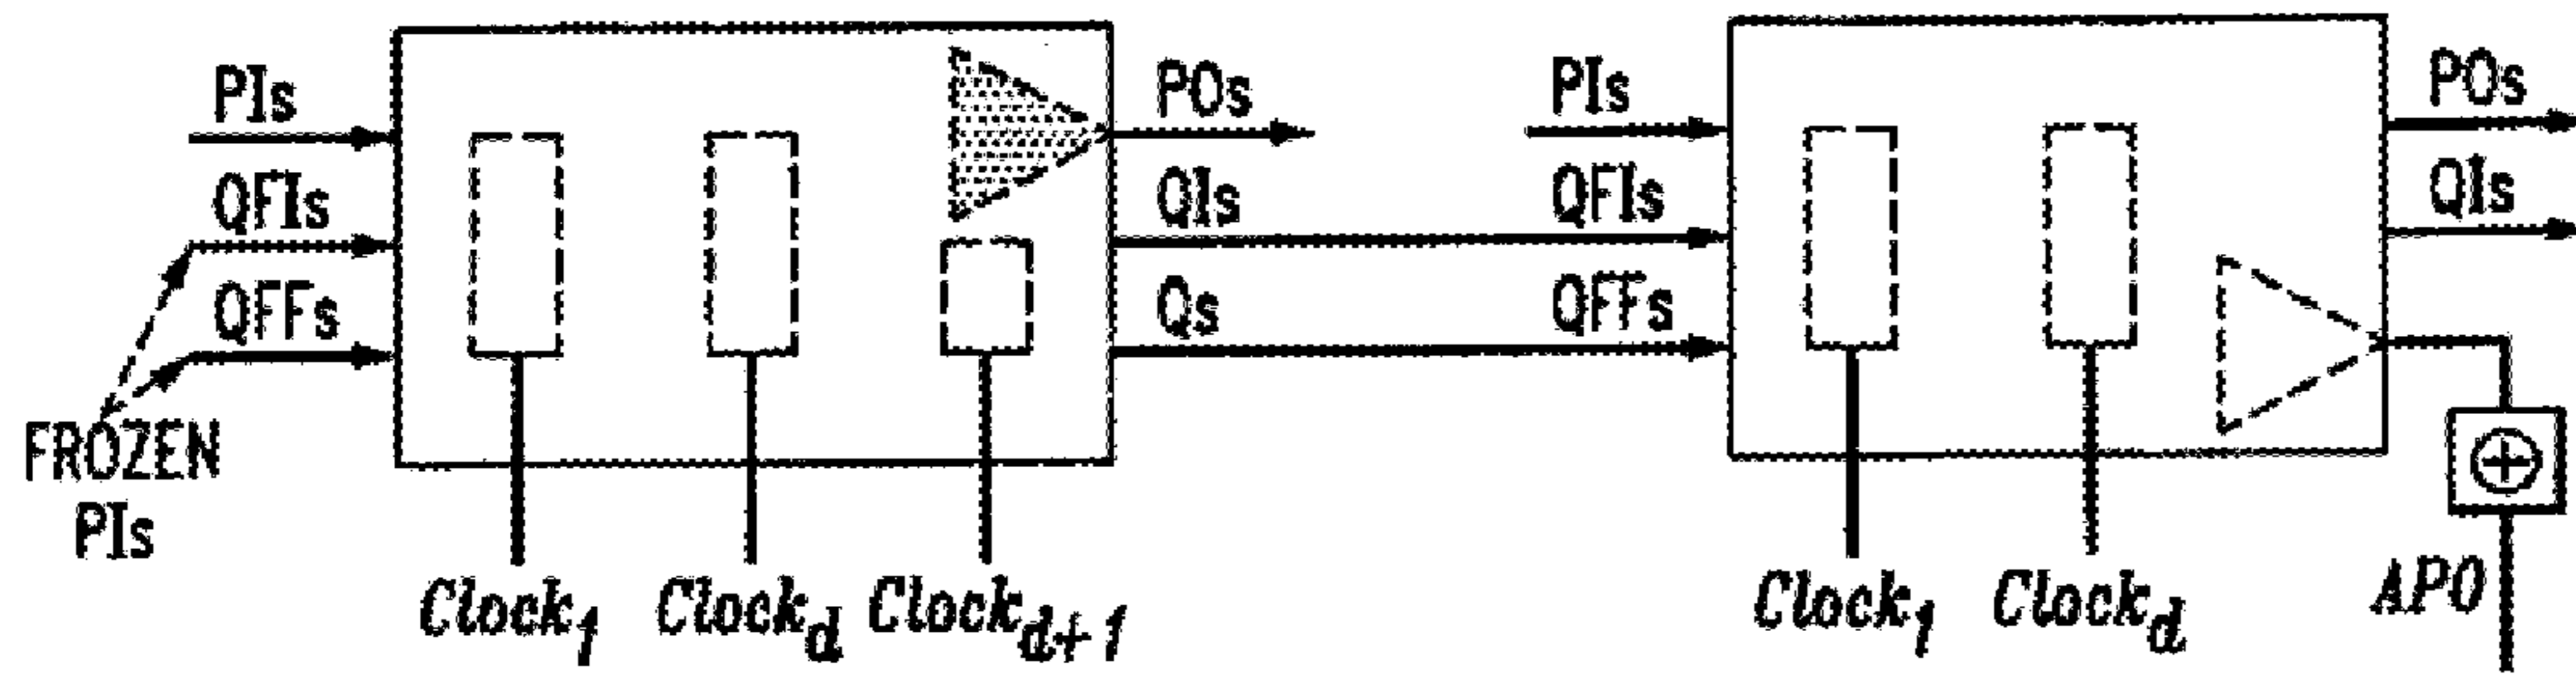 PIs
QFIs
QFFs
FROZEN
PIs
Clock1
Clockd
Clockd+1
POs
QIs
Qs
PIs
QFIs
QFFs
Clock1
Clockd
POs
QIs
APO